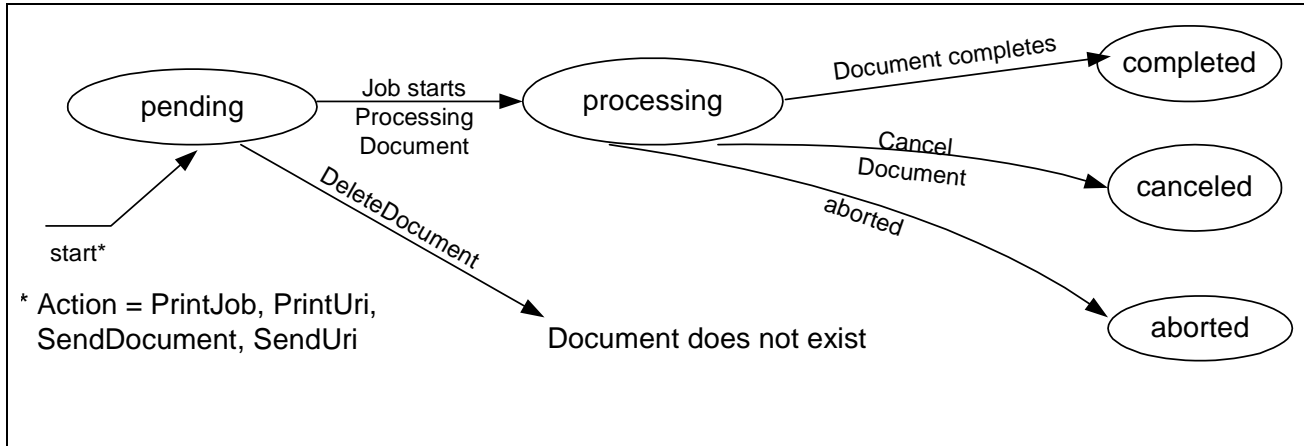 Document completes
completed
pending
Job starts
Processing
Document
processing
Cancel
Document
canceled
DeleteDocument
aborted
start*
* Action = PrintJob, PrintUri,
SendDocument, SendUri
Document does not exist
aborted